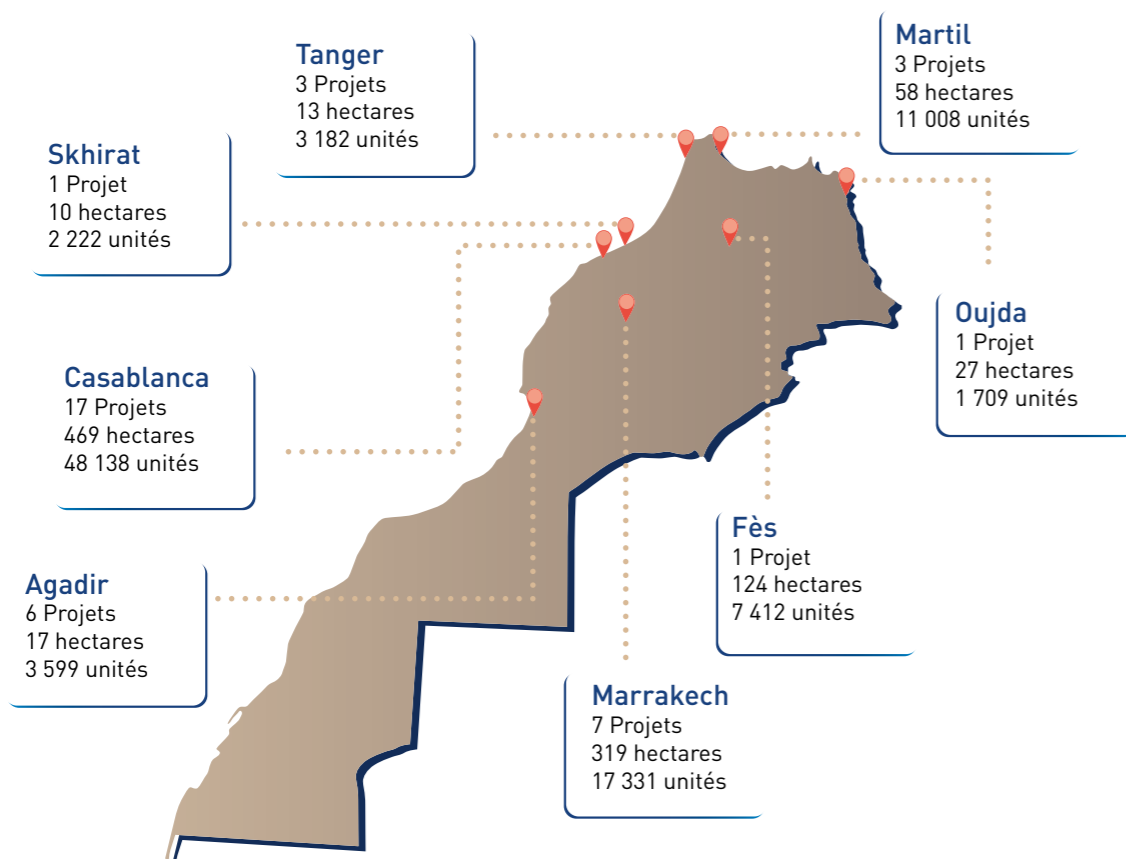 Tanger
3 Projets
13 hectares
3 182 unités
Martil
3 Projets
58 hectares
11 008 unités
Skhirat
1 Projet
10 hectares
2 222 unités
Oujda
1 Projet
27 hectares
1 709 unités
Casablanca
17 Projets
469 hectares
48 138 unités
Fès
1 Projet
124 hectares
7 412 unités
Agadir
6 Projets
17 hectares
3 599 unités
Marrakech
7 Projets
319 hectares
17 331 unités